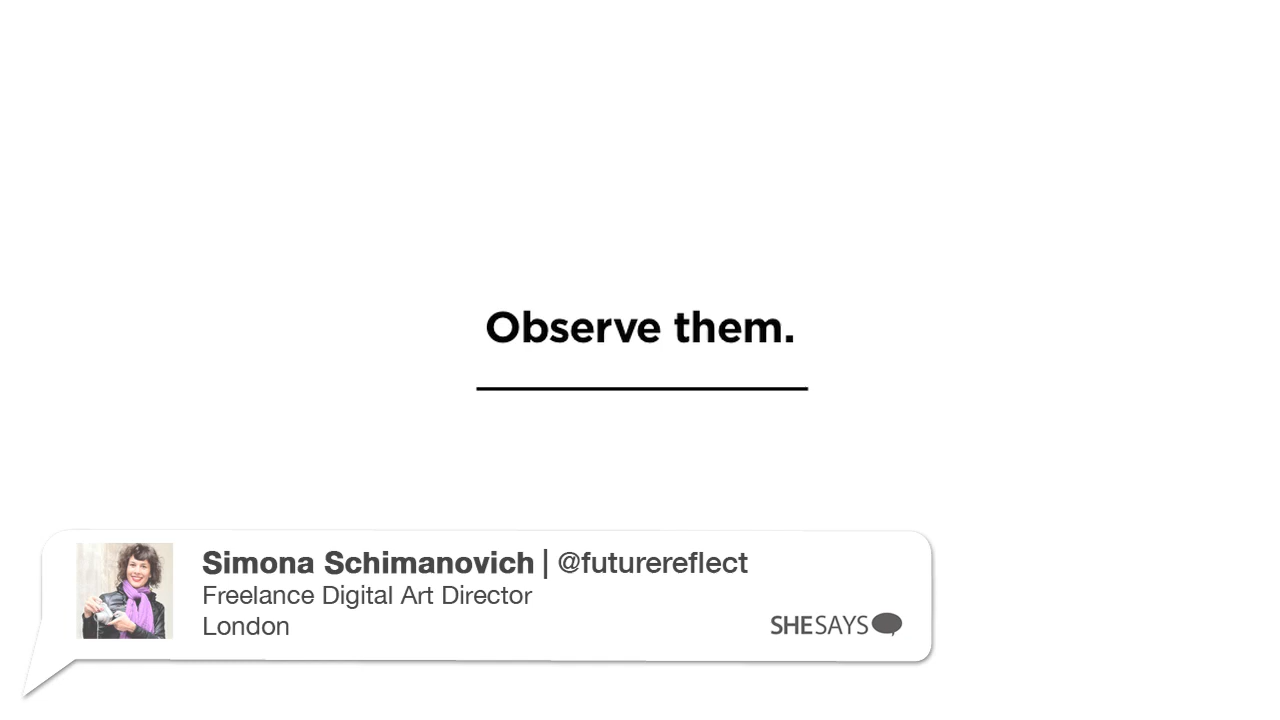 Observe them.
Simona Schimanovich | @futurereflect
Freelance Digital Art Director
London
SHESAYS